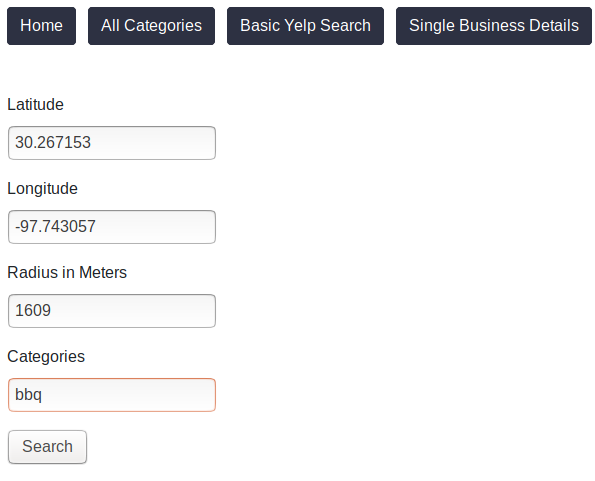 Home All Categories Basic Yelp Search Single Business Details
Latitude
30.267153
Longitude
-97.743057
Radius in Meters
1609
Categories
bbq
Search